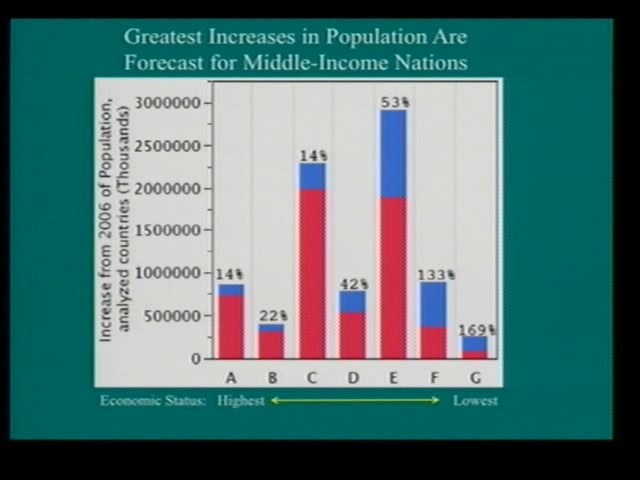 Greatest Increases in Population Are
Forecast for Middle-Income Nations
Increase from 2006 of Population,
analyzed countries (Thousands)
3000000
2500000
2000000
1500000
1000000
500000
0
14%
22%
14%
42%
53%
133%
169%
A B C D E F G
Economic Status: Highest Lowest